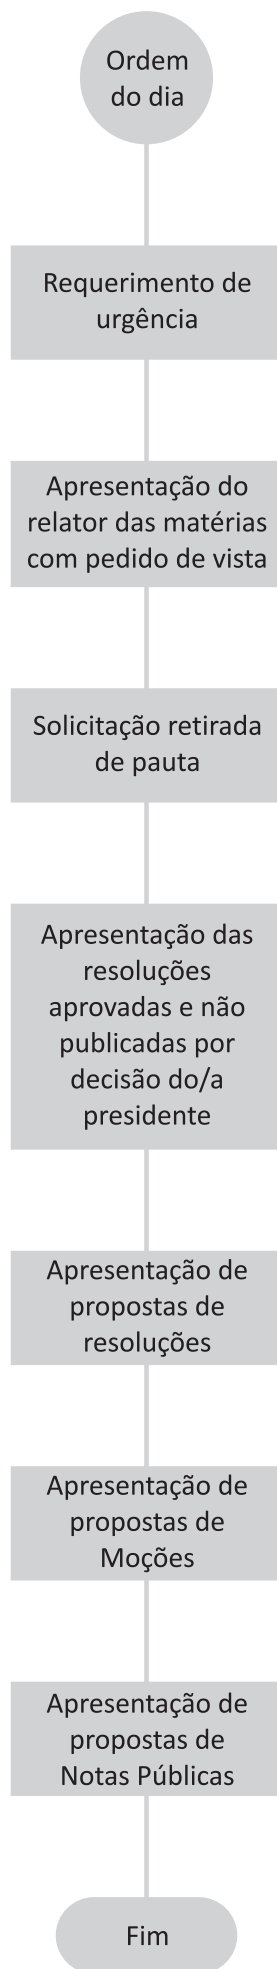 Ordem
do dia
Requerimento de
urgência
Apresentação do
relator das matérias
com pedido de vista
Solicitação retirada
de pauta
Apresentação das
resoluções
aprovadas e não
publicadas por
decisão do/a
presidente
Apresentação de
propostas de
resoluções
Apresentação de
propostas de
Moções
Apresentação de
propostas de
Notas Públicas
Fim